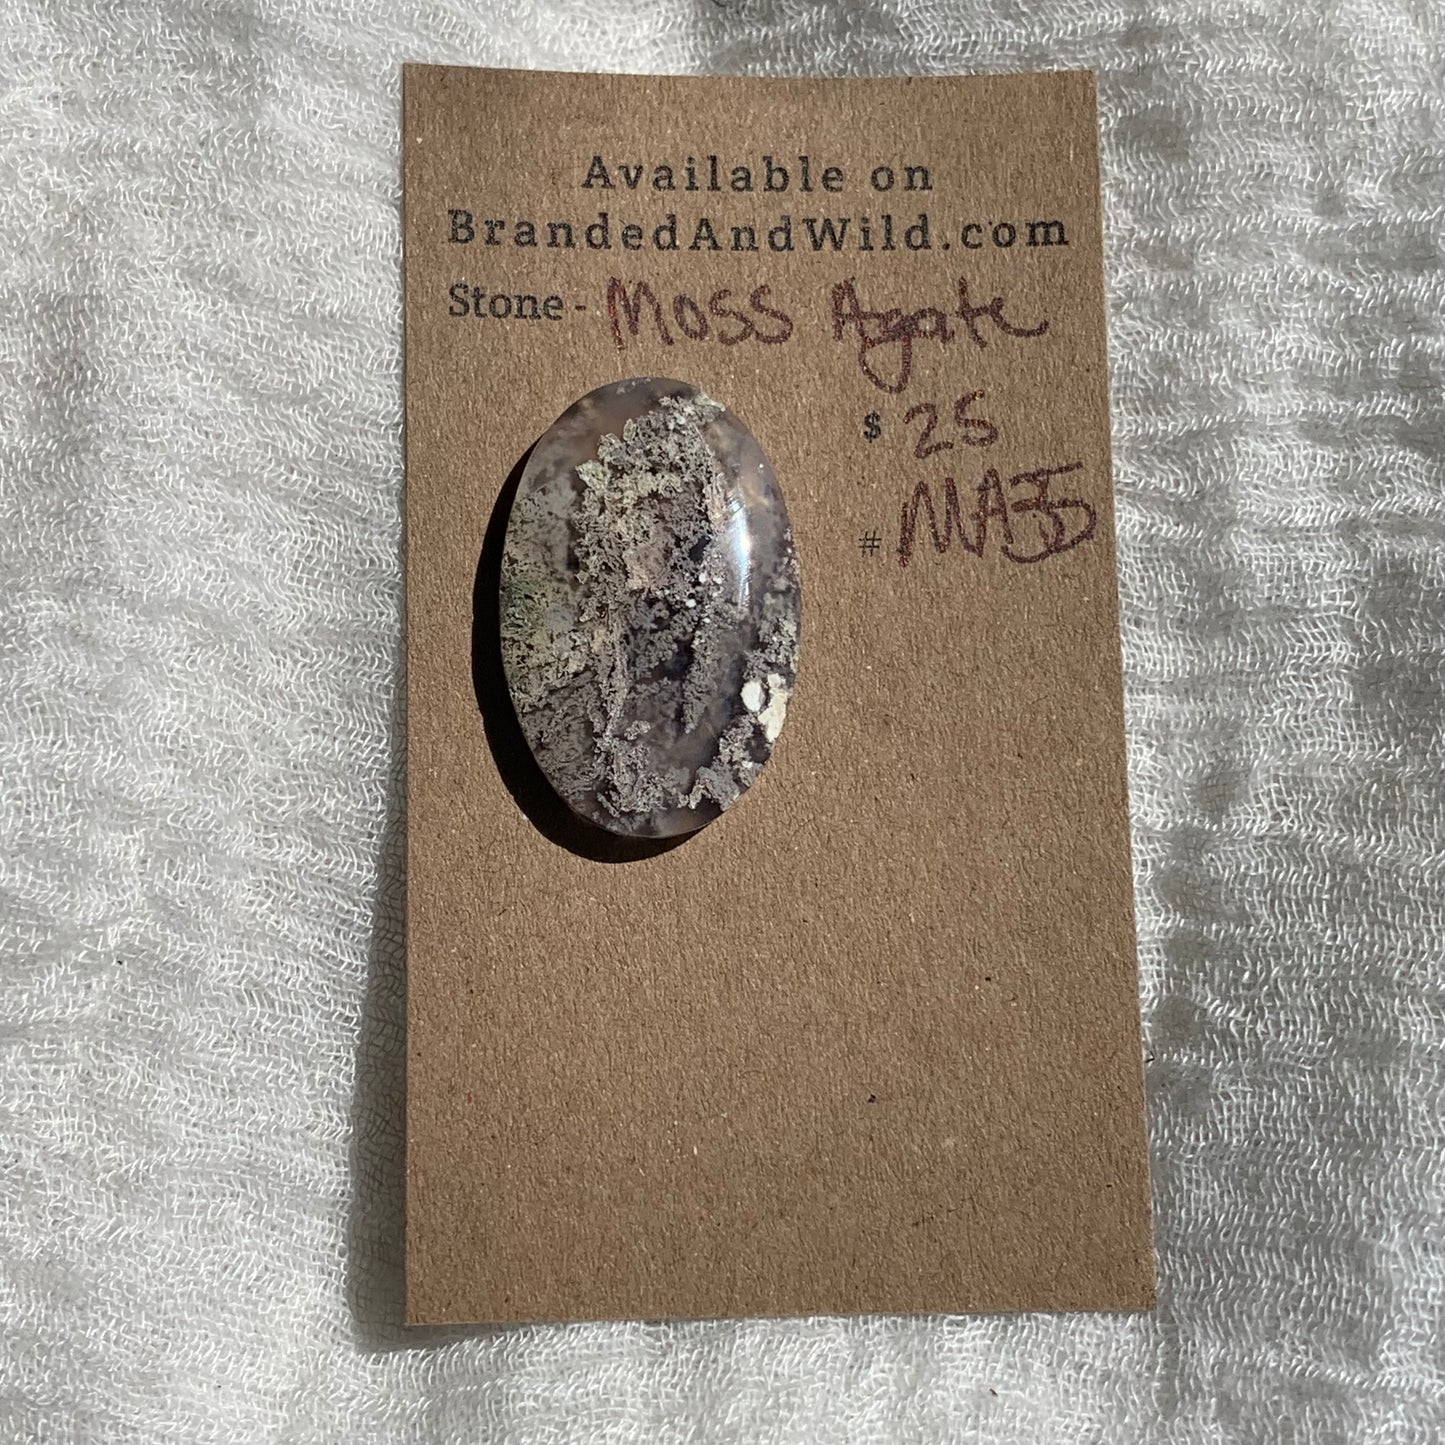 Available on
BrandedAndWild.com
Stone - Moss Agate
$ 25
# MA35